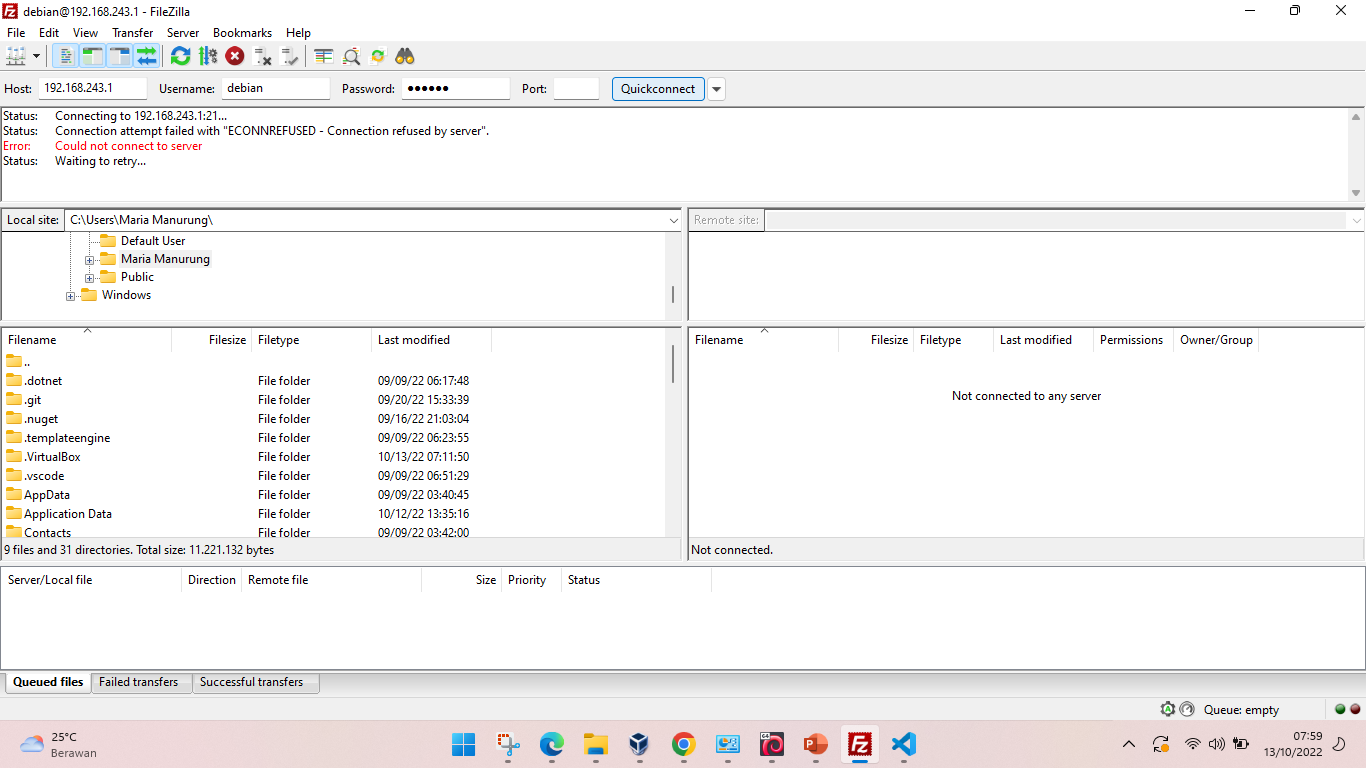 debian@192.168.243.1 - FileZilla
File Edit View Transfer Server Bookmarks Help
Host: 192.168.243.1 Username: debian Password: ●●●●●● Port: Quickconnect
Status: Connecting to 192.168.243.1:21...
Status: Connection attempt failed with "ECONNREFUSED - Connection refused by server".
Error: Could not connect to server
Status: Waiting to retry...
Local site: C:\Users\Maria Manurung\ Remote site:
Default User
Maria Manurung
Public
Windows
Filename Filesize Filetype Last modified
..
.dotnet File folder 09/09/22 06:17:48
.git File folder 09/20/22 15:33:39
.nuget File folder 09/16/22 21:03:04
.templateengine File folder 09/09/22 06:23:55
.VirtualBox File folder 10/13/22 07:11:50
.vscode File folder 09/09/22 06:51:29
AppData File folder 09/09/22 03:40:45
Application Data File folder 10/12/22 13:35:16
Contacts File folder 09/09/22 03:42:00
9 files and 31 directories. Total size: 11.221.132 bytes
Filename Filesize Filetype Last modified Permissions Owner/Group
Not connected to any server
Not connected.
Server/Local file Direction Remote file Size Priority Status
Queued files Failed transfers Successful transfers
Queue: empty
25°C
Berawan
07:59
13/10/2022